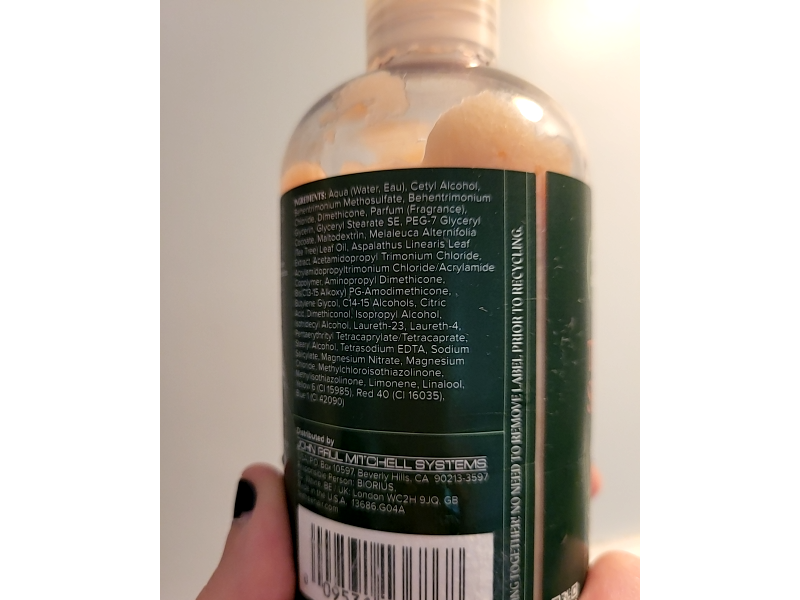 INGREDIENTS: Aqua (Water, Eau), Cetyl Alcohol,
Behentrimonium Methosulfate, Behentrimonium
Chloride, Dimethicone, Parfum (Fragrance),
Glycerin, Glyceryl Stearate SE, PEG-7 Glyceryl
Cocoate, Maltodextrin, Melaleuca Alternifolia
(Tea Tree) Leaf Oil, Aspalathus Linearis Leaf
Extract, Acetamidopropyl Trimonium Chloride,
Acrylamidopropyltrimonium Chloride/Acrylamide
Copolymer, Aminopropyl Dimethicone,
Bis(C13-15 Alkoxy) PG-Amodimethicone,
Butylene Glycol, C14-15 Alcohols, Citric
Acid, Dimethiconol, Isopropyl Alcohol,
Isotridecyl Alcohol, Laureth-23, Laureth-4,
Pentaerythrityl Tetracaprylate/Tetracaprate,
Stearyl Alcohol, Tetrasodium EDTA, Sodium
Salicylate, Magnesium Nitrate, Magnesium
Chloride, Methylchloroisothiazolinone,
Methylisothiazolinone, Limonene, Linalool,
Yellow 6 (CI 15985), Red 40 (CI 16035),
Blue 1 (CI 42090)
Distributed by
JOHN PAUL MITCHELL SYSTEMS
P.O. Box 10597, Beverly Hills, CA 90213-3597
Person: BIORIUS,
BE UK: London WC2H 9JQ, GB
in the U.S.A. 13686.G04A
TOGETHER! NO NEED TO REMOVE LABEL PRIOR TO RECYCLING.